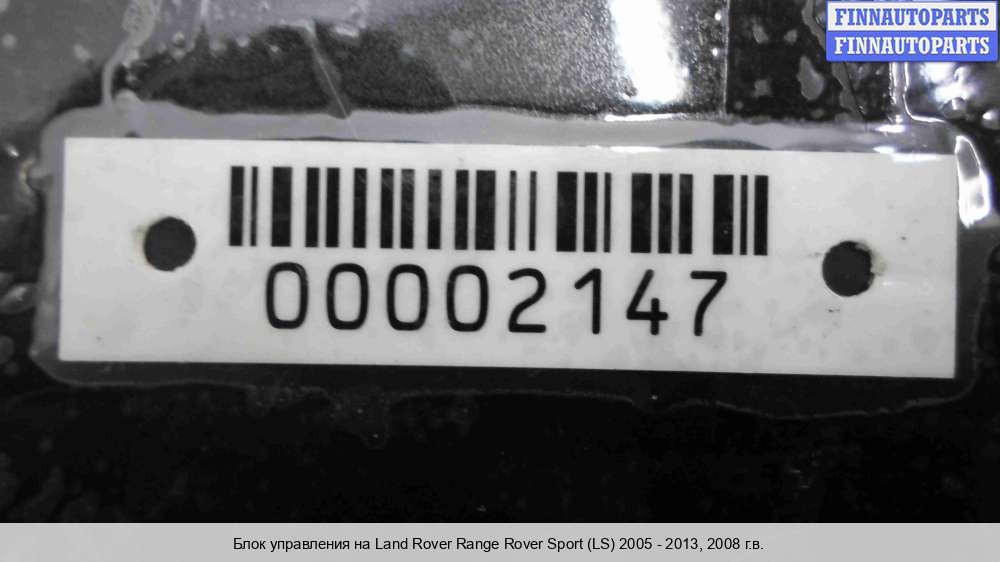 FINNAUTOPARTS
FINNAUTOPARTS
00002147
Блок управления на Land Rover Range Rover Sport (LS) 2005 - 2013, 2008 г.в.